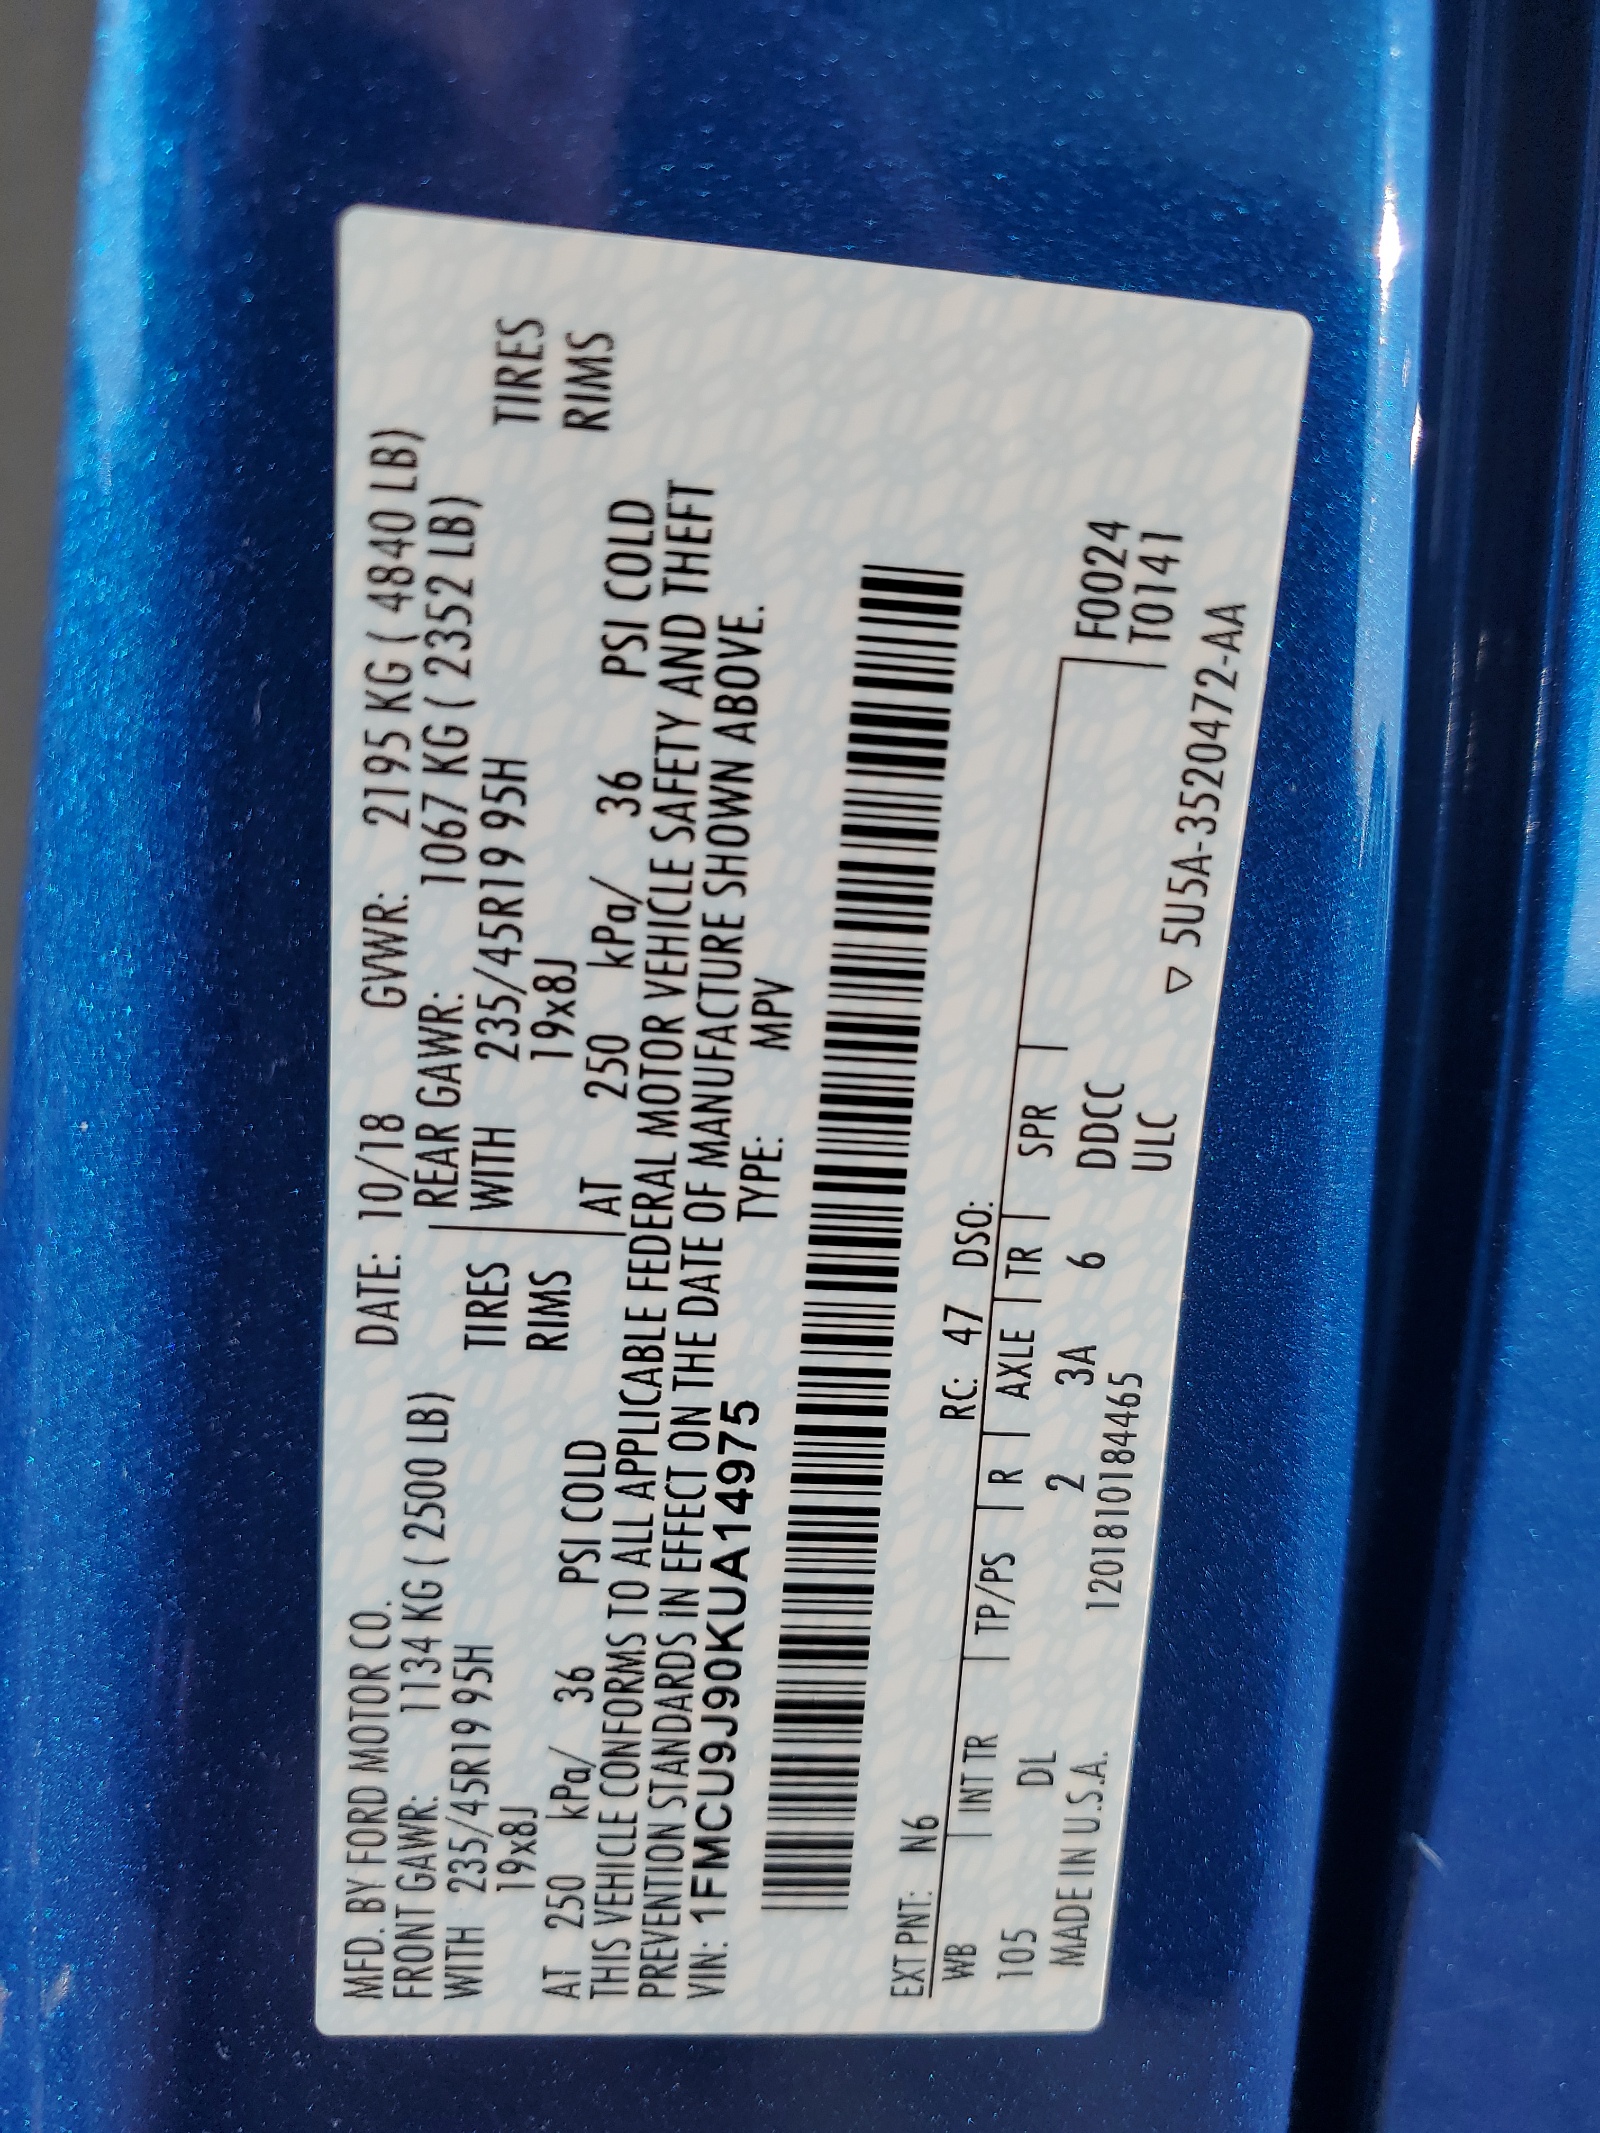 MFD. BY FORD MOTOR CO. DATE: 10/18 GVWR: 2195 KG ( 4840 LB)
FRONT GAWR: 1134 KG ( 2500 LB) REAR GAWR: 1067 KG ( 2352 LB)
WITH 235/45R19 95H TIRES WITH 235/45R19 95H TIRES
19x8J RIMS 19x8J RIMS
AT 250 kPa/ 36 PSI COLD AT 250 kPa/ 36 PSI COLD
THIS VEHICLE CONFORMS TO ALL APPLICABLE FEDERAL MOTOR VEHICLE SAFETY AND THEFT
PREVENTION STANDARDS IN EFFECT ON THE DATE OF MANUFACTURE SHOWN ABOVE.
VIN: 1FMCU9J90KUA14975 TYPE: MPV
EXT PNT: N6 RC: 47 DSO:
WB INT TR TP/PS R AXLE TR SPR F0024
105 DL 2 3A 6 DDCC T0141
MADE IN U.S.A. 1201810184465 ULC ▽ 5U5A-3520472-AA